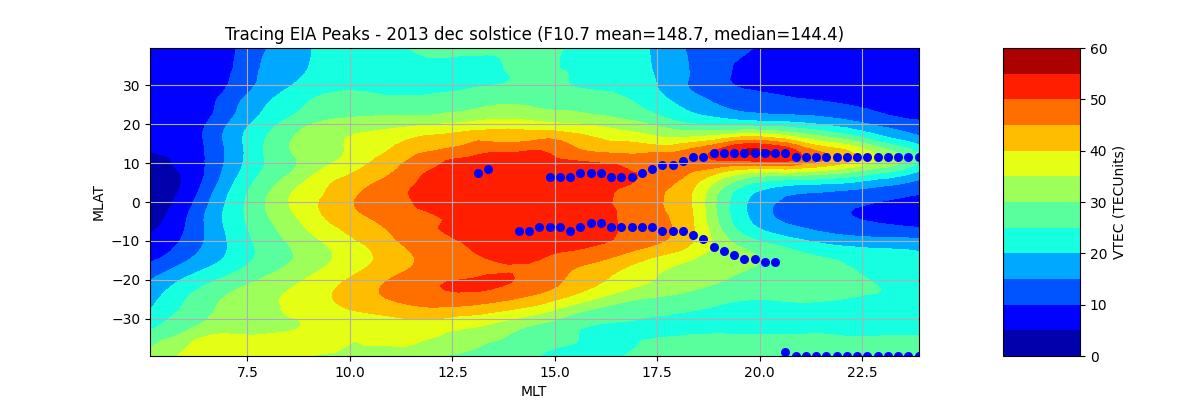 Tracing EIA Peaks - 2013 dec solstice (F10.7 mean=148.7, median=144.4)
60
50
40
30
20
10
0
VTEC (TECUnits)
30
20
10
0
−10
−20
−30
MLAT
7.5 10.0 12.5 15.0 17.5 20.0 22.5
MLT